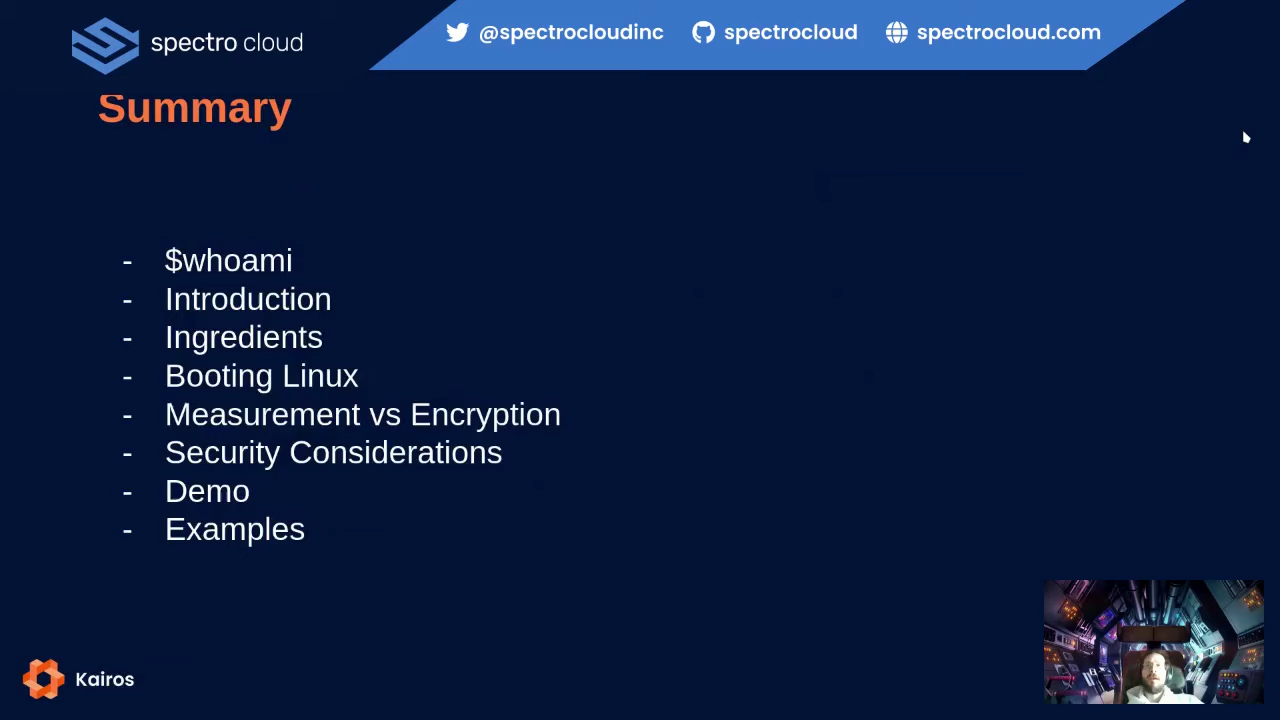 spectro cloud
@spectrocloudinc
spectrocloud
spectrocloud.com
Summary
- $whoami
- Introduction
- Ingredients
- Booting Linux
- Measurement vs Encryption
- Security Considerations
- Demo
- Examples
Kairos